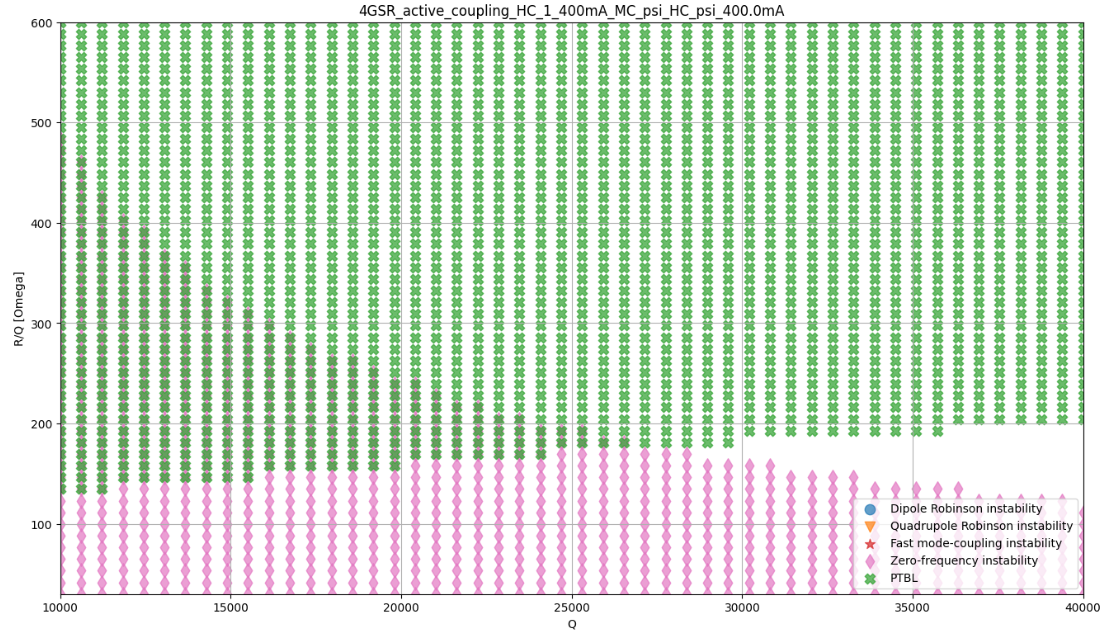 4GSR_active_coupling_HC_1_400mA_MC_psi_HC_psi_400.0mA
600
500
400
300
200
100
R/Q [Omega]
10000 15000 20000 25000 30000 35000 40000
Q
Dipole Robinson instability
Quadrupole Robinson instability
Fast mode-coupling instability
Zero-frequency instability
PTBL